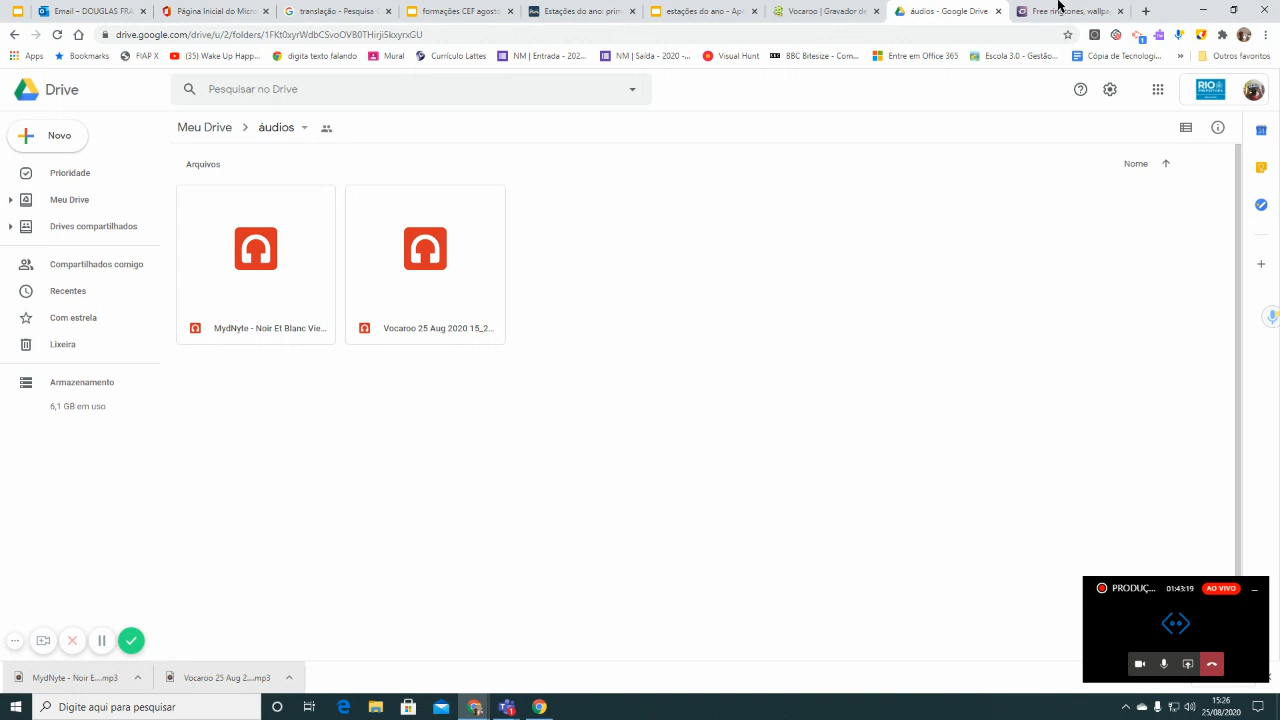 Email – DOUGLAS FRA
Página Inicial do Microso
translação - Pesquisa G
formações CEF aposto
Estações do ano: prim
estações do ano - Apr
Vocaroo | Gravador de
áudios - Google Drive
Free ringtones, wallpa
drive.google.com/drive/u/2/folders/1FKt0xyrWdbCSvoOVB0THirji5kqyrxGU
Apps
Bookmarks
FIAP X
(35) Wake Up Happ...
digita texto falando
Mural
Currículo Lattes
NM | Entrada - 202...
NM | Saída - 2020 -...
Visual Hunt
BBC Bitesize - Com...
Entre em Office 365
Escola 3.0 - Gestão...
Cópia de Tecnologi...
»
Outros favoritos
Drive
Pesquisar no Drive
RIO
PREFEITURA
Novo
Meu Drive
áudios
Arquivos
Nome
Prioridade
Meu Drive
Drives compartilhados
Compartilhados comigo
Recentes
Com estrela
Lixeira
Armazenamento
6,1 GB em uso
MydNyte - Noir Et Blanc Vie...
Vocaroo 25 Aug 2020 15_2...
PRODUÇ...
01:43:19
AO VIVO
MydNyte - Noir E....mp3
Vocaroo 25 Aug 2....mp3
Digite aqui para pesquisar
15:26
25/08/2020